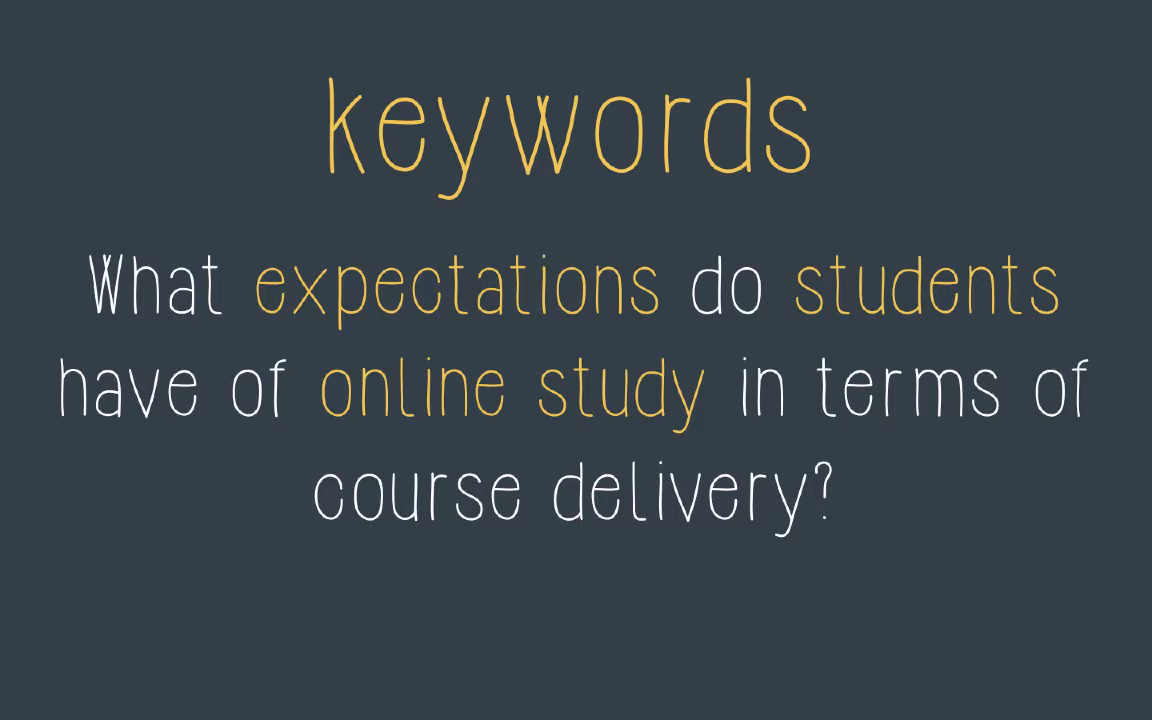 keywords
What expectations do students
have of online study in terms of
course delivery?